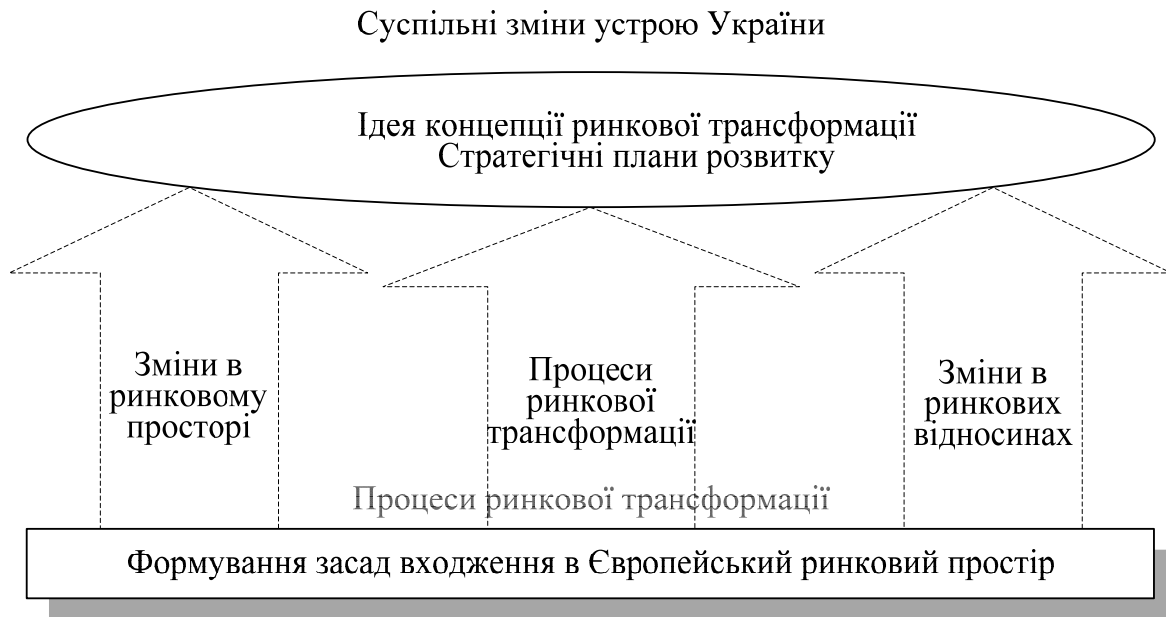 Суспільні зміни устрою України
Ідея концепції ринкової трансформації
Стратегічні плани розвитку
Зміни в
ринковому
просторі
Процеси
ринкової
трансформації
Зміни в
ринкових
відносинах
Процеси ринкової трансформації
Формування засад входження в Європейський ринковий простір